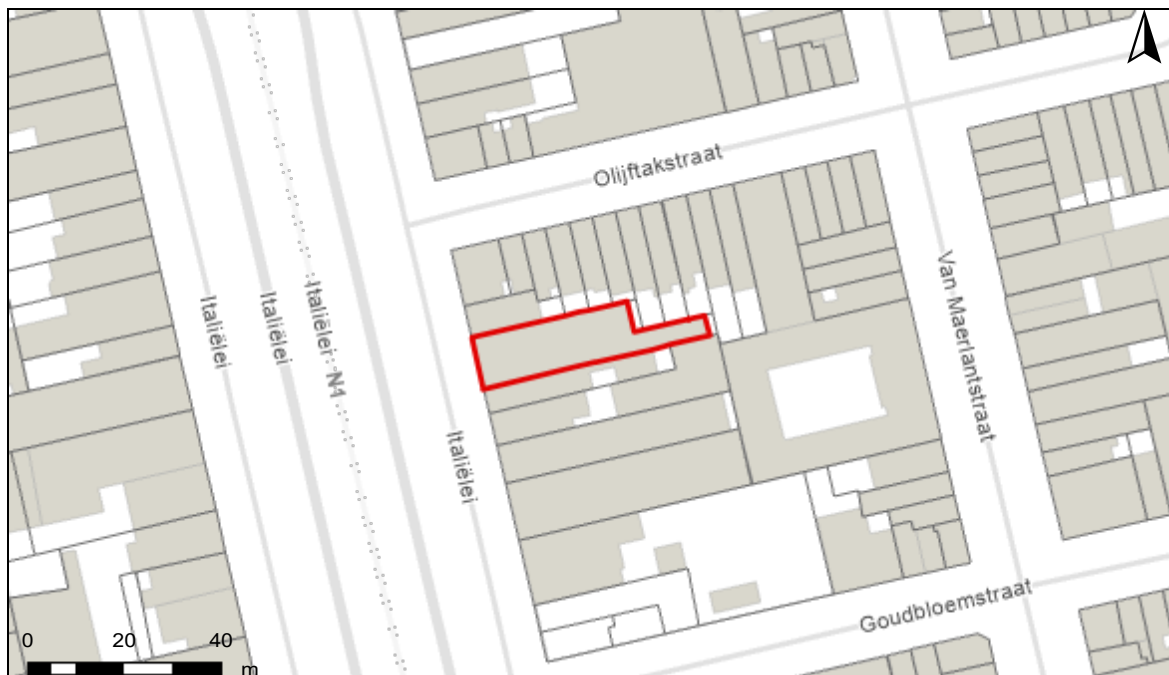 Olijftakstraat
Van Maerlantstraat
Italiëlei
Italiëlei
Italiëlei
N1
Italiëlei
Goudbloemstraat
0 20 40
m